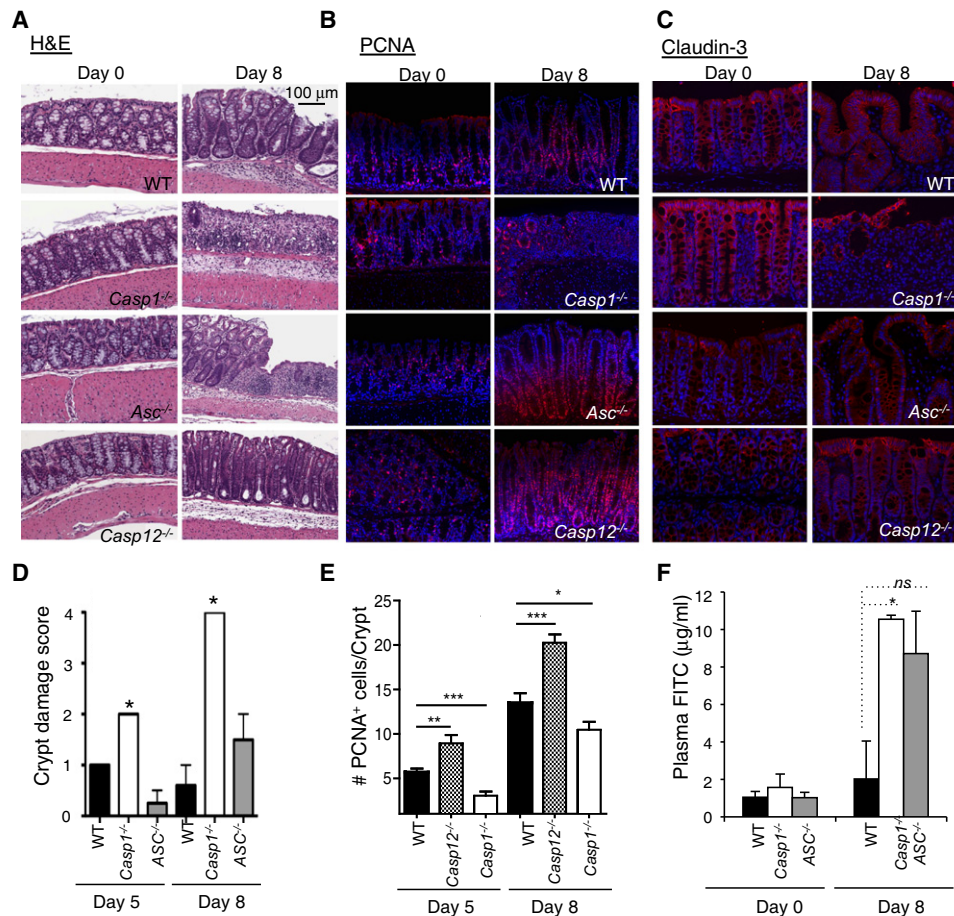 A
H&E
Day 0 Day 8
100 µm
WT
Casp1-/-
Asc-/-
Casp12-/-
B
PCNA
Day 0 Day 8
WT
Casp1-/-
Asc-/-
Casp12-/-
C
Claudin-3
Day 0 Day 8
WT
Casp1-/-
Asc-/-
Casp12-/-
D
Crypt damage score
4
3
2
1
0
* *
WT Casp1-/- ASC-/- WT Casp1-/- ASC-/-
Day 5 Day 8
E
# PCNA+ cells/Crypt
25
20
15
10
5
*** ** * ***
WT Casp12-/- Casp1-/- WT Casp12-/- Casp1-/-
Day 5 Day 8
F
Plasma FITC (µg/ml)
12
10
8
6
4
2
0
ns
*
WT Casp1-/- ASC-/- WT Casp1-/- ASC-/-
Day 0 Day 8